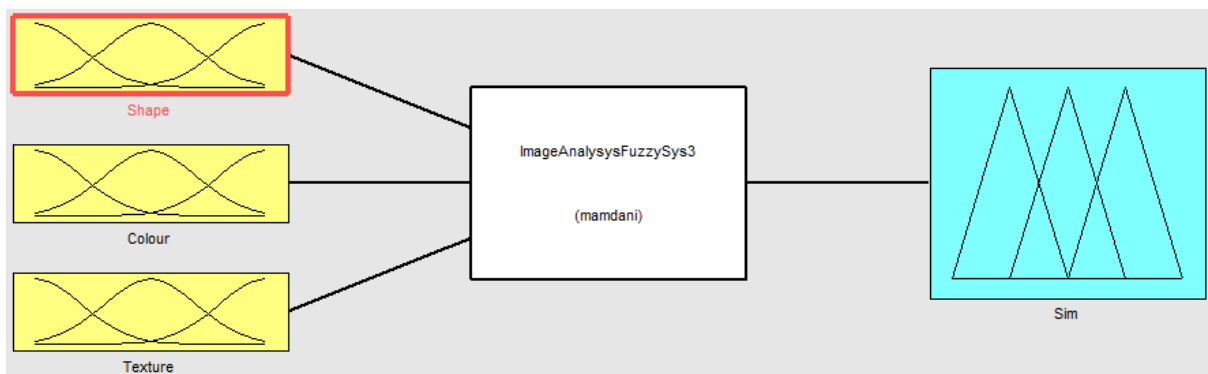 Shape
Colour
Texture
ImageAnalysysFuzzySys3
(mamdani)
Sim